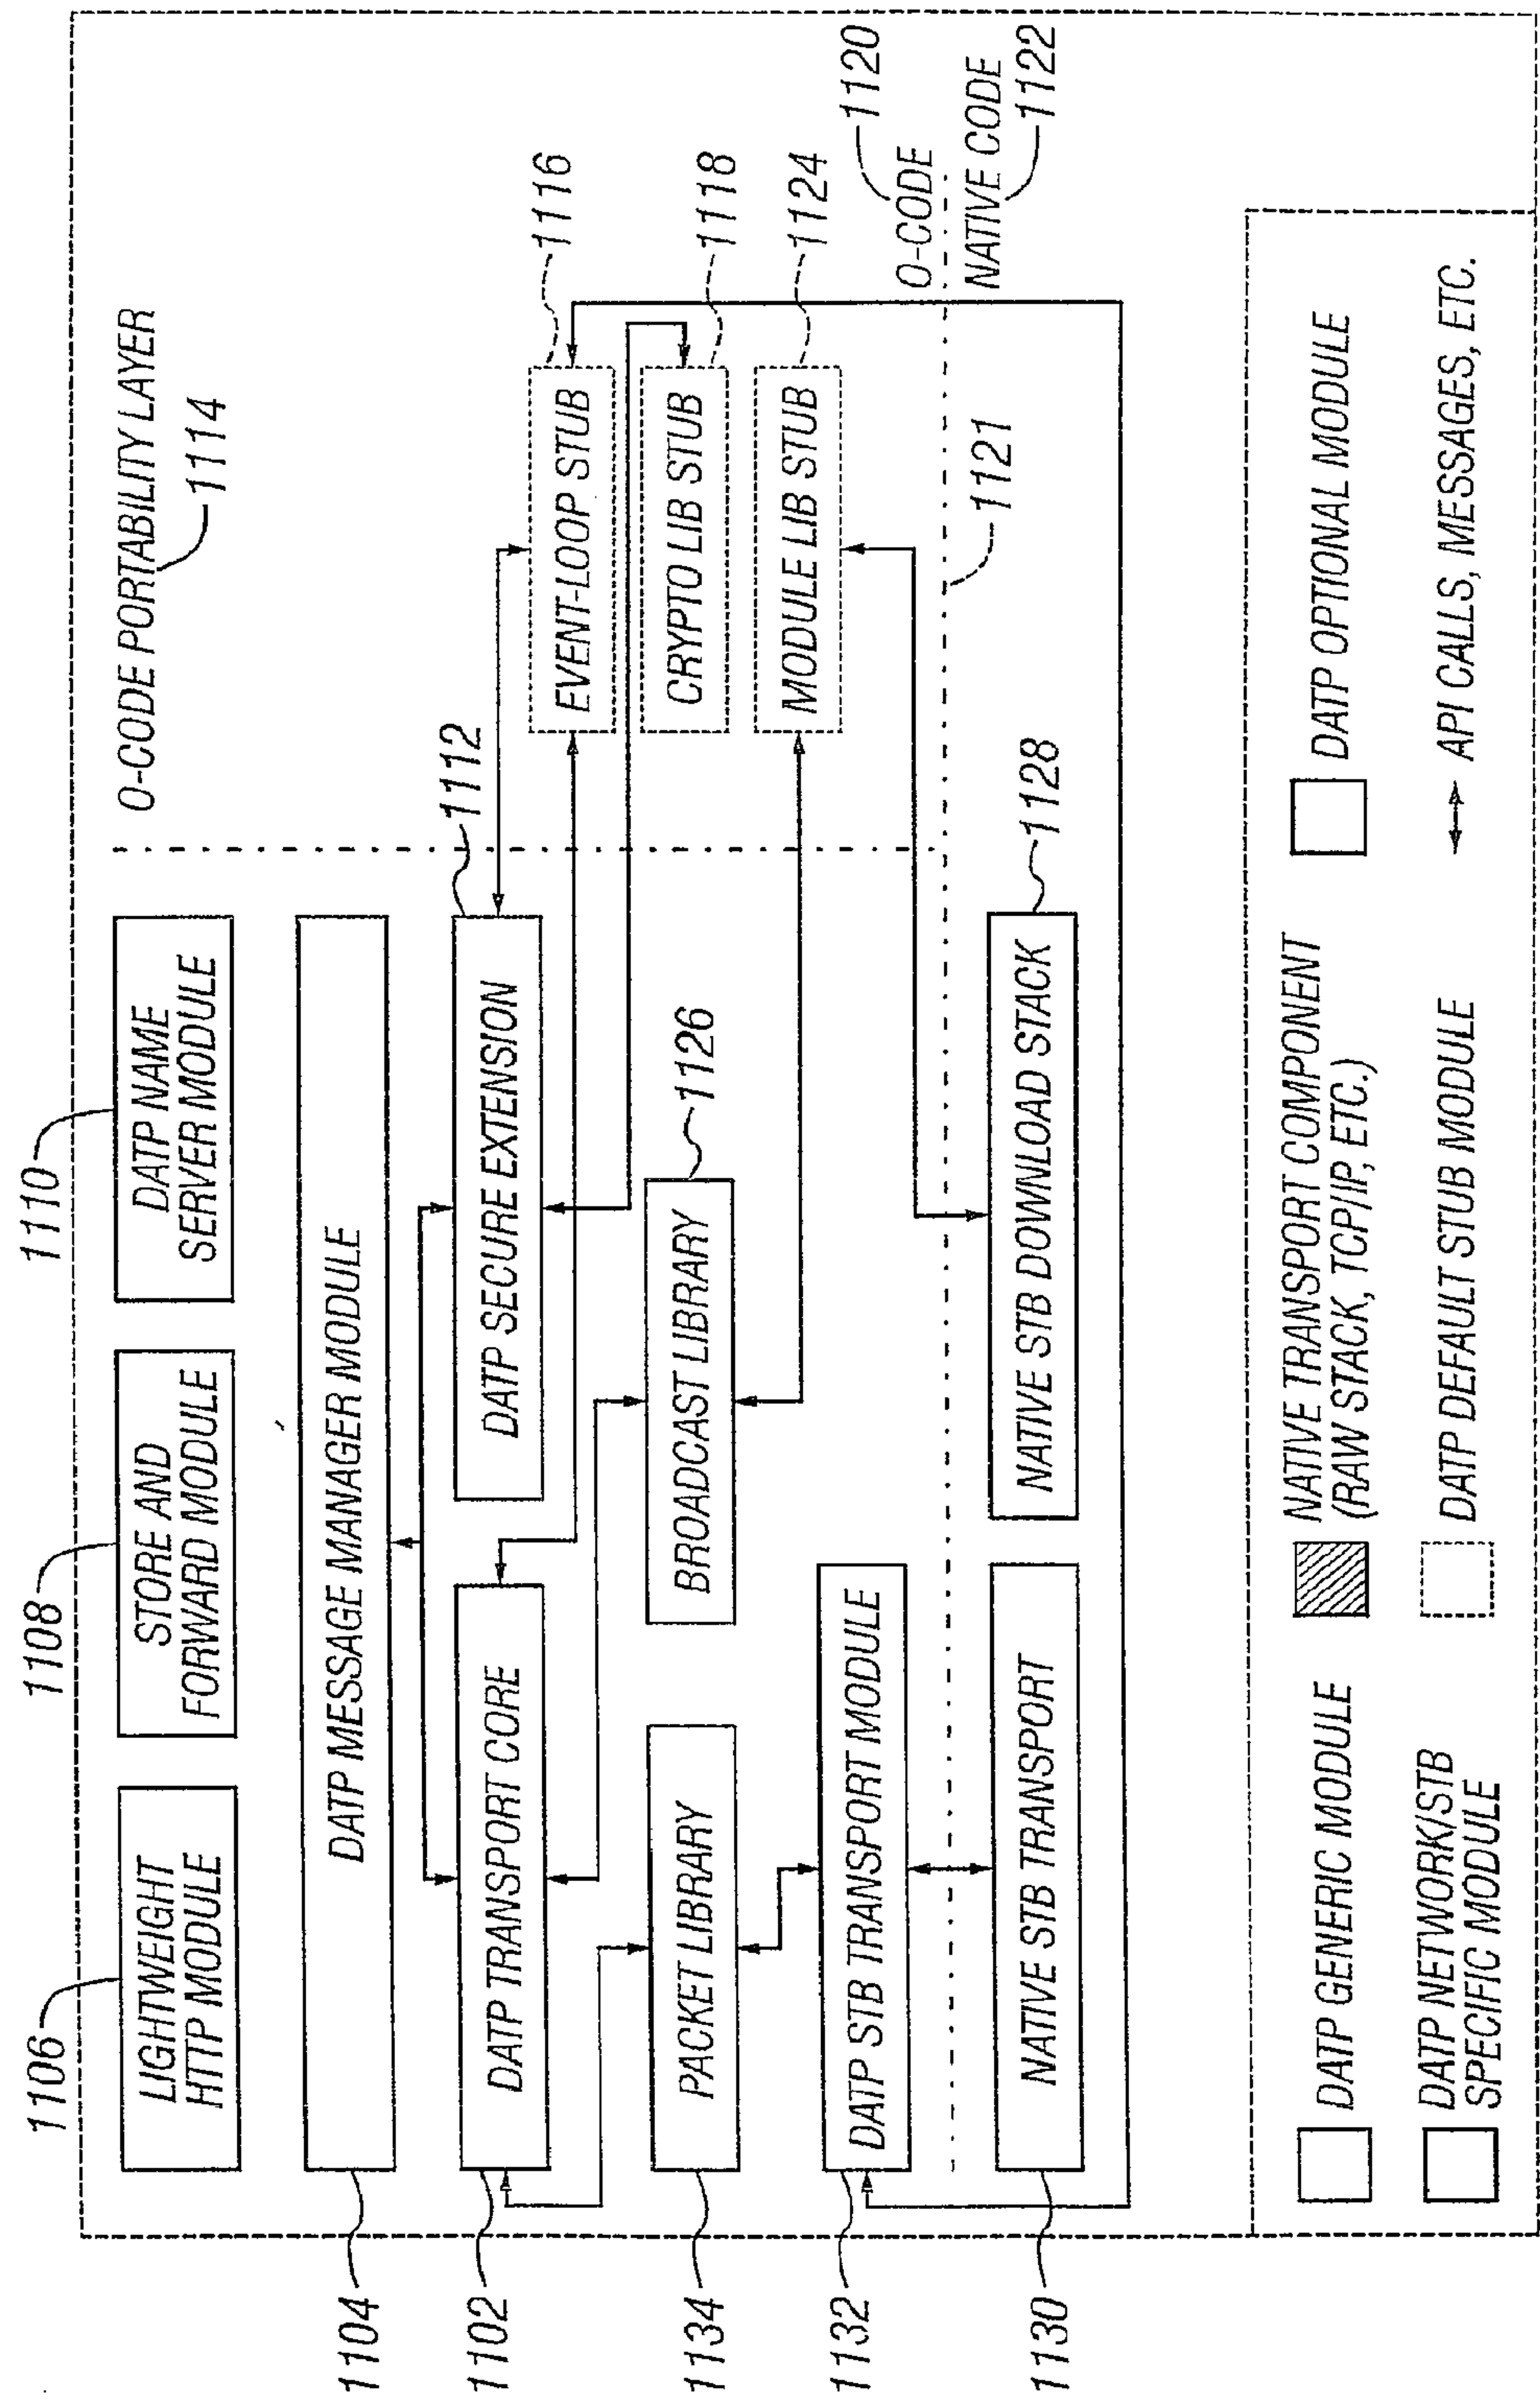 1106
1108
1110
LIGHTWEIGHT
HTTP MODULE
STORE AND
FORWARD MODULE
DATP NAME
SERVER MODULE
O-CODE PORTABILITY LAYER
1114
1104
DATP MESSAGE MANAGER MODULE
1102
DATP TRANSPORT CORE
DATP SECURE EXTENSION
1112
EVENT-LOOP STUB
1116
1134
PACKET LIBRARY
BROADCAST LIBRARY
1126
CRYPTO LIB STUB
1118
MODULE LIB STUB
1124
1132
DATP STB TRANSPORT MODULE
O-CODE
1120
NATIVE CODE
1122
1121
1130
NATIVE STB TRANSPORT
NATIVE STB DOWNLOAD STACK
1128
DATP GENERIC MODULE
NATIVE TRANSPORT COMPONENT
(RAW STACK, TCP/IP, ETC.)
DATP OPTIONAL MODULE
DATP NETWORK/STB
SPECIFIC MODULE
DATP DEFAULT STUB MODULE
API CALLS, MESSAGES, ETC.